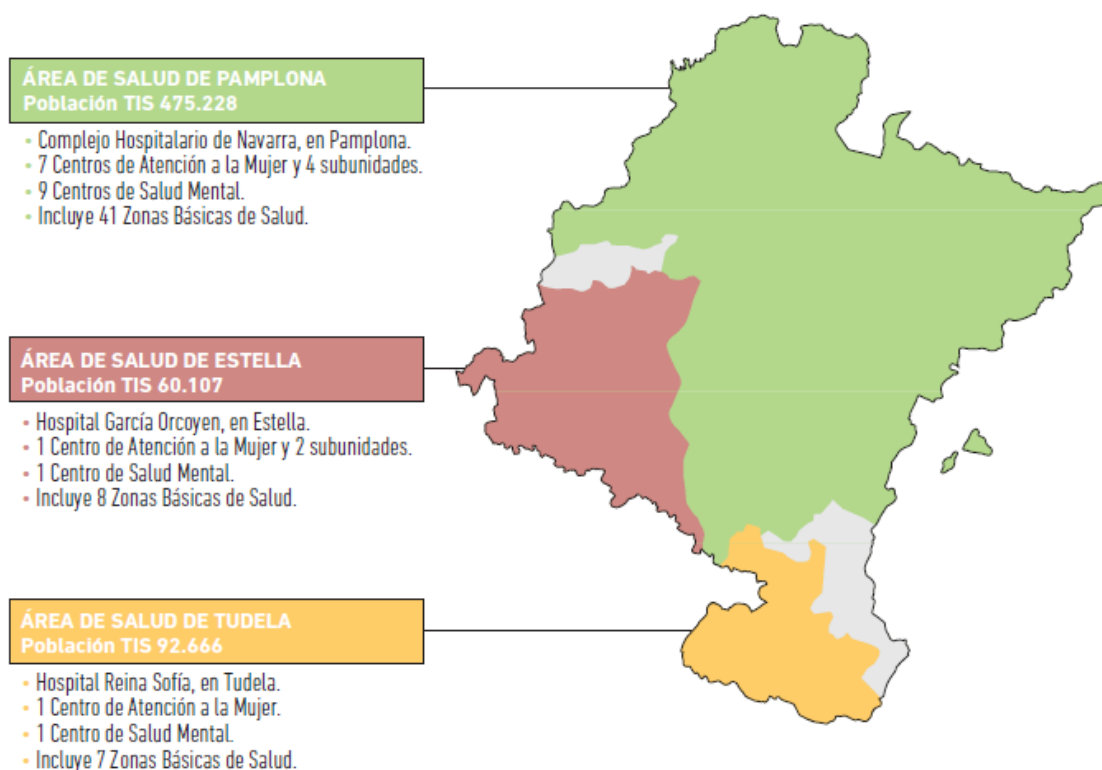 ÁREA DE SALUD DE PAMPLONA
Población TIS 475.228
• Complejo Hospitalario de Navarra, en Pamplona.
• 7 Centros de Atención a la Mujer y 4 subunidades.
• 9 Centros de Salud Mental.
• Incluye 41 Zonas Básicas de Salud.
ÁREA DE SALUD DE ESTELLA
Población TIS 60.107
• Hospital García Orcoyen, en Estella.
• 1 Centro de Atención a la Mujer y 2 subunidades.
• 1 Centro de Salud Mental.
• Incluye 8 Zonas Básicas de Salud.
ÁREA DE SALUD DE TUDELA
Población TIS 92.666
• Hospital Reina Sofía, en Tudela.
• 1 Centro de Atención a la Mujer.
• 1 Centro de Salud Mental.
• Incluye 7 Zonas Básicas de Salud.